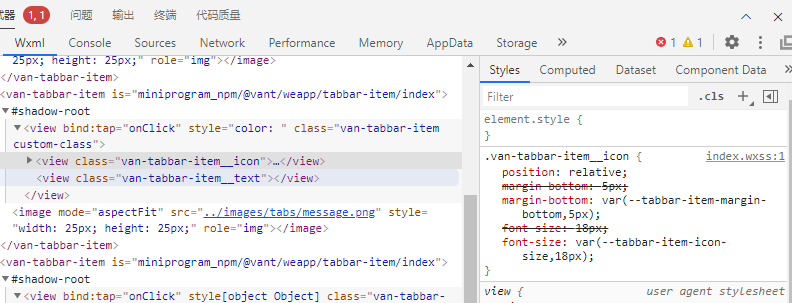 1, 1 问题 输出 终端 代码质量
Wxml Console Sources Network Performance Memory AppData Storage 1 1
25px; height: 25px;" role="img"></image>
</van-tabbar-item>
<van-tabbar-item is="miniprogram_npm/@vant/weapp/tabbar-item/index">
#shadow-root
<view bind:tap="onClick" style="color: " class="van-tabbar-item
custom-class">
<view class="van-tabbar-item__icon">…</view>
<view class="van-tabbar-item__text"></view>
</view>
<image mode="aspectFit" src="../images/tabs/message.png" style=
"width: 25px; height: 25px;" role="img"></image>
</van-tabbar-item>
<van-tabbar-item is="miniprogram_npm/@vant/weapp/tabbar-item/index">
#shadow-root
<view bind:tap="onClick" style[object Object] class="van-tabbar-
Styles Computed Dataset Component Data
Filter .cls
element.style {
}
.van-tabbar-item__icon { index.wxss:1
position: relative;
margin-bottom: 5px;
margin-bottom: var(--tabbar-item-margin-
bottom,5px);
font-size: 18px;
font-size: var(--tabbar-item-icon-
size,18px);
}
view { user agent stylesheet